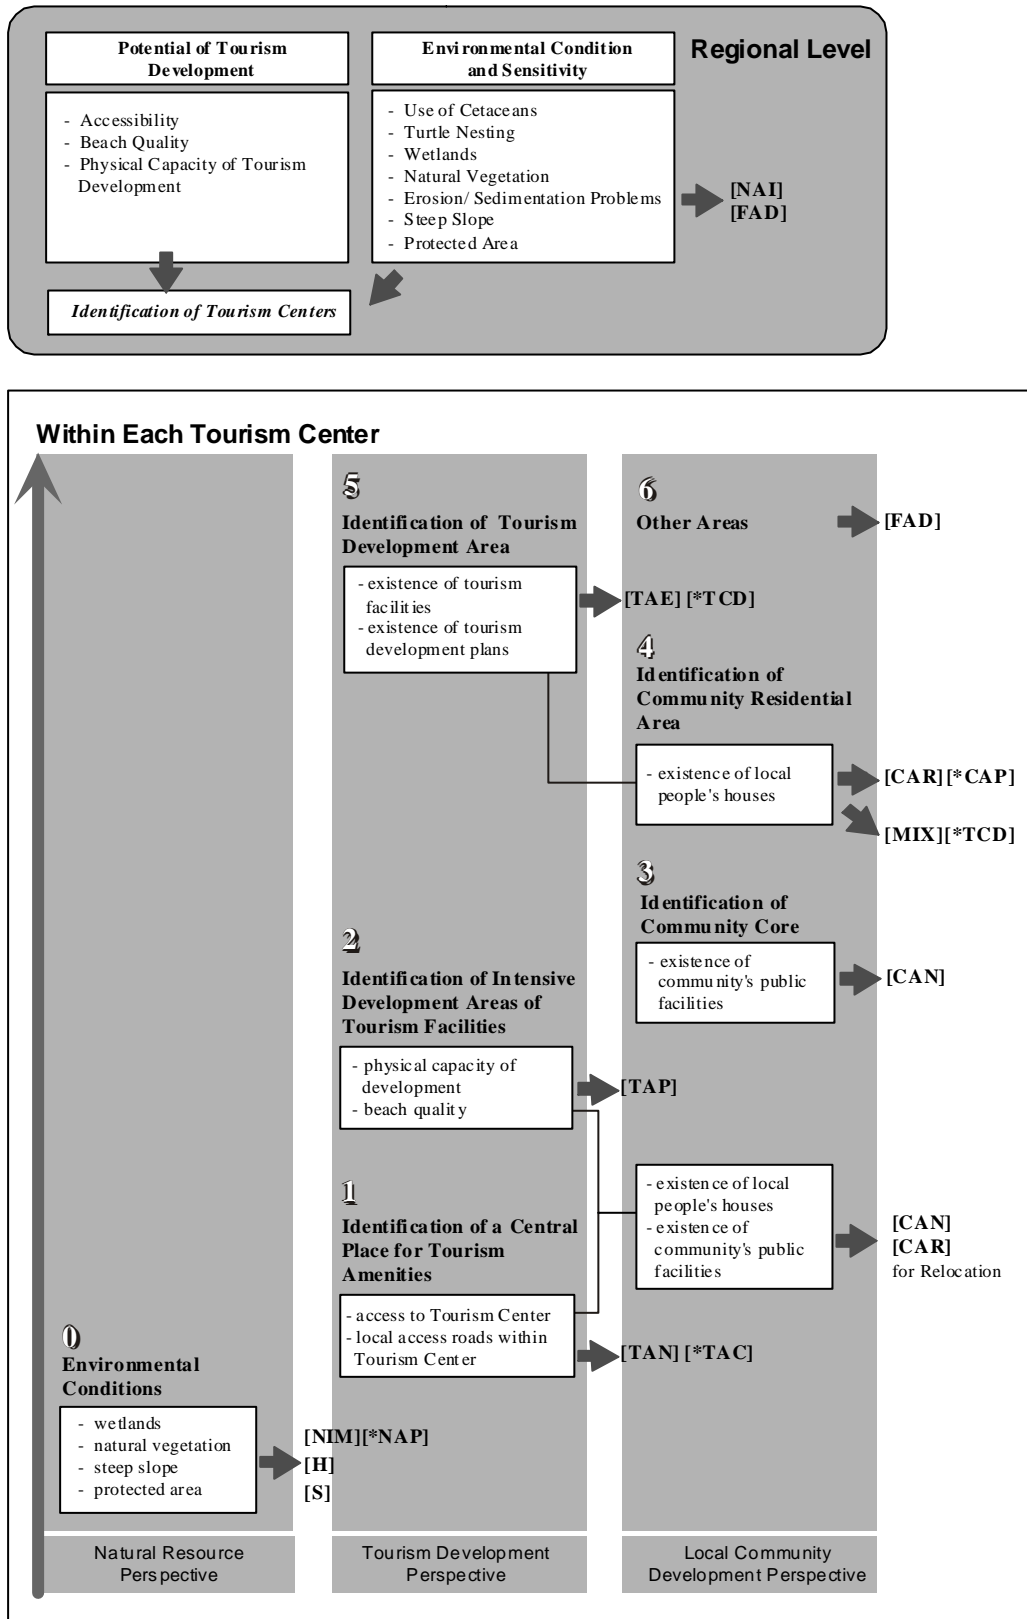 Regional Level
Potential of Tourism
Development
- Accessibility
- Beach Quality
- Physical Capacity of Tourism
Development
Environmental Condition
and Sensitivity
- Use of Cetaceans
- Turtle Nesting
- Wetlands
- Natural Vegetation
- Erosion/ Sedimentation Problems
- Steep Slope
- Protected Area
[NAI]
[FAD]
Identification of Tourism Centers
Within Each Tourism Center
5
Identification of Tourism
Development Area
- existence of tourism
facilities
- existence of tourism
development plans
[TAE] [*TCD]
6
Other Areas
[FAD]
4
Identification of
Community Residential
Area
- existence of local
people's houses
[CAR][*CAP]
[MIX][*TCD]
3
Identification of
Community Core
- existence of
community's public
facilities
[CAN]
2
Identification of Intensive
Development Areas of
Tourism Facilities
- physical capacity of
development
- beach quality
[TAP]
1
Identification of a Central
Place for Tourism
Amenities
- access to Tourism Center
- local access roads within
Tourism Center
[TAN] [*TAC]
- existence of local
people's houses
- existence of
community's public
facilities
[CAN]
[CAR]
for Relocation
0
Environmental
Conditions
- wetlands
- natural vegetation
- steep slope
- protected area
[NIM][*NAP]
[H]
[S]
Natural Resource
Perspective
Tourism Development
Perspective
Local Community
Development Perspective